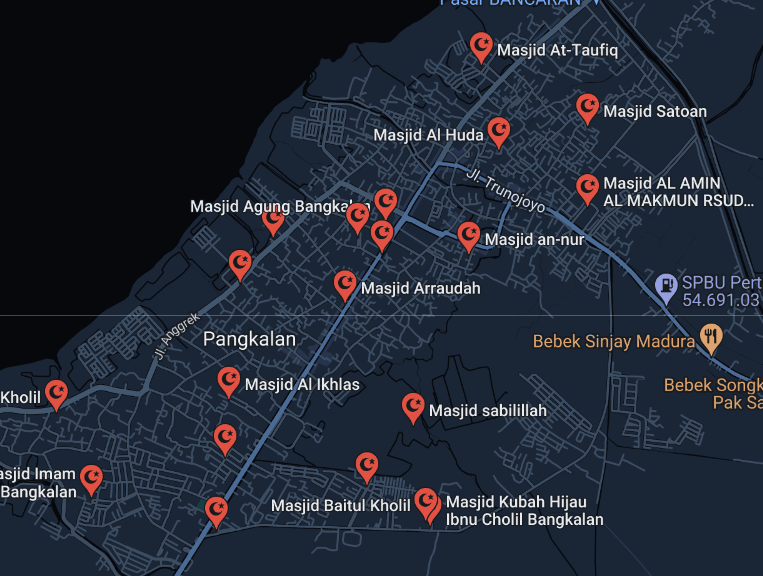 Pasar BANCARAN
Masjid At-Taufiq
Masjid Satoan
Masjid Al Huda
Jl. Trunojoyo
Masjid AL AMIN
AL MAKMUN RSUD...
Masjid Agung Bangkalan
Masjid an-nur
SPBU Pert
54.691.03
Masjid Arraudah
Jl. Anggrek
Pangkalan
Bebek Sinjay Madura
Masjid Al Ikhlas
Bebek Songk
Pak Sa
Kholil
Masjid sabilillah
asjid Imam
Bangkalan
Masjid Baitul Kholil
Masjid Kubah Hijau
Ibnu Cholil Bangkalan